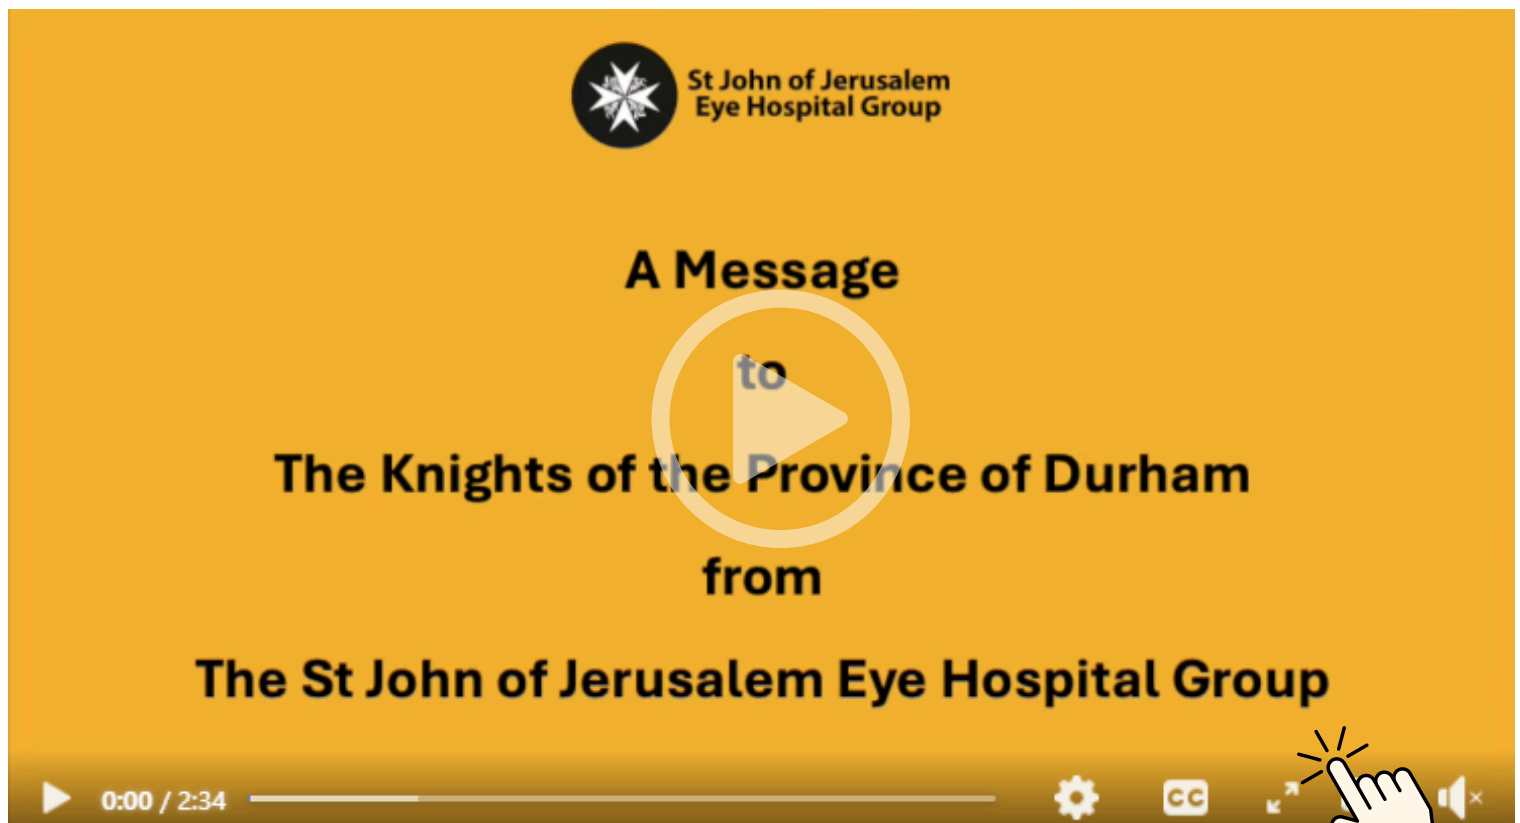 St John of Jerusalem
Eye Hospital Group
A Message
to
The Knights of the Province of Durham
from
The St John of Jerusalem Eye Hospital Group
0:00 / 2:34
CC